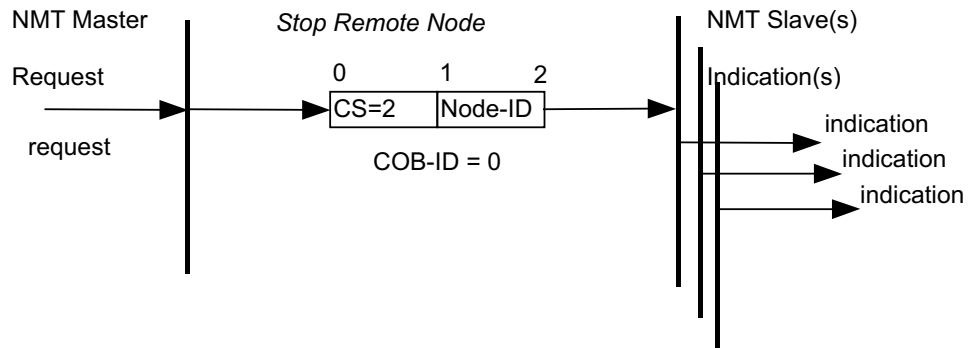 NMT Master
Stop Remote Node
NMT Slave(s)
Request
0 1 2
Indication(s)
CS=2 Node-ID
request
COB-ID = 0
indication
indication
indication